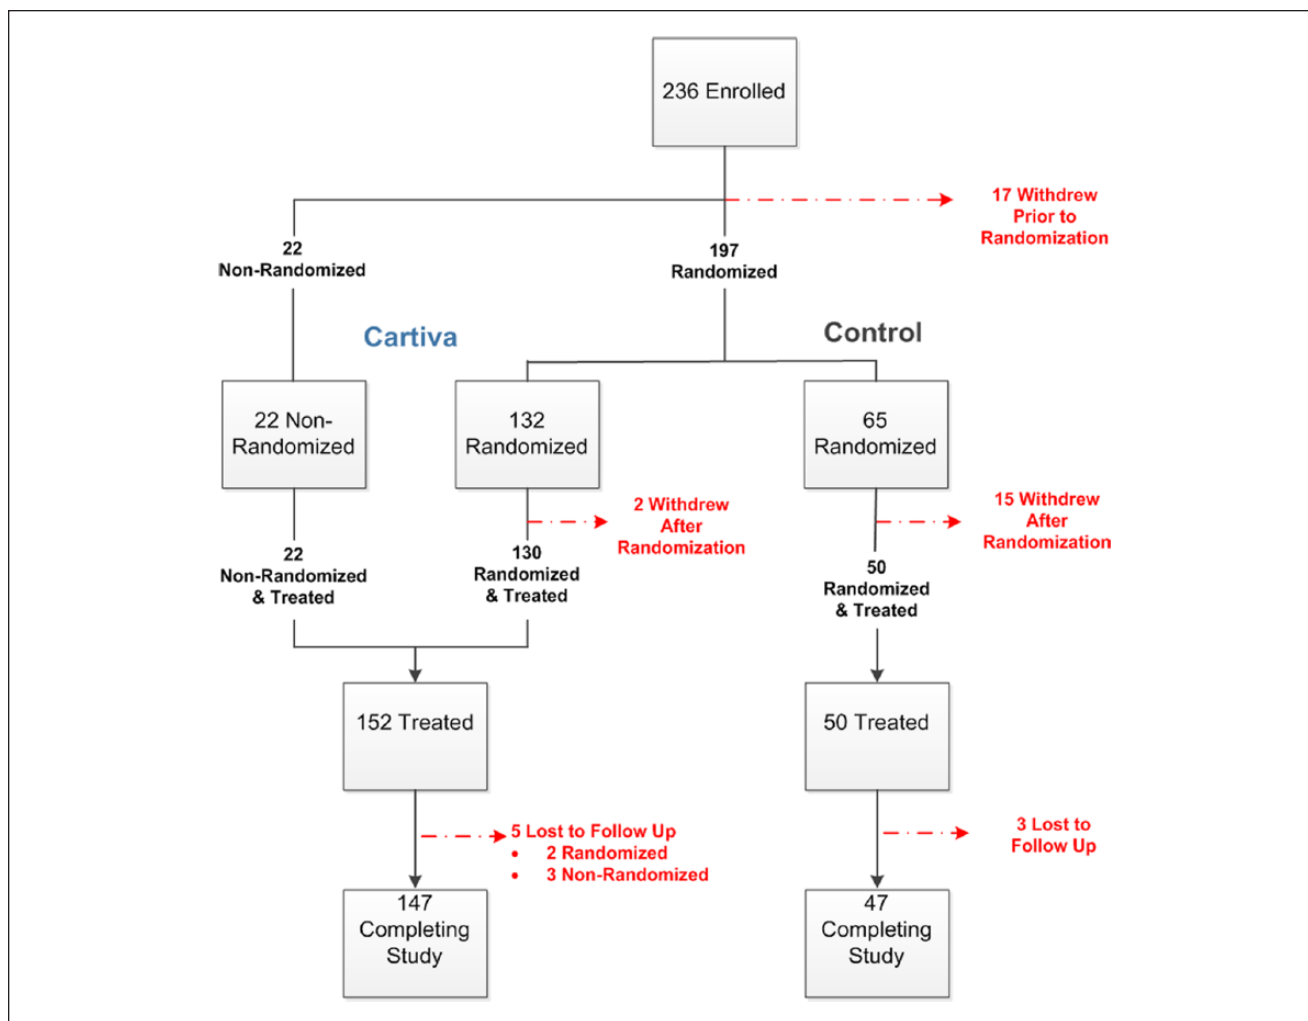 236 Enrolled
17 Withdrew
Prior to
Randomization
22
Non-Randomized
197
Randomized
Cartiva
Control
22 Non-
Randomized
132
Randomized
65
Randomized
2 Withdrew
After
Randomization
15 Withdrew
After
Randomization
22
Non-Randomized
& Treated
130
Randomized
& Treated
50
Randomized
& Treated
152 Treated
50 Treated
5 Lost to Follow Up
• 2 Randomized
• 3 Non-Randomized
3 Lost to
Follow Up
147
Completing
Study
47
Completing
Study